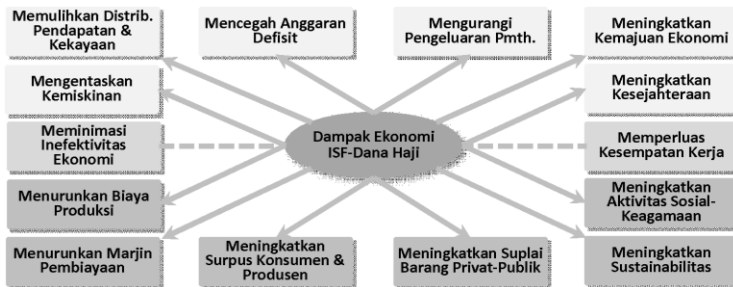 Memulihkan Distrib.
Pendapatan &
Kekayaan
Mencegah Anggaran
Defisit
Mengurangi
Pengeluaran Pmth.
Meningkatkan
Kemajuan Ekonomi
Mengentaskan
Kemiskinan
Meningkatkan
Kesejahteraan
Meminimasi
Inefektivitas
Ekonomi
Dampak Ekonomi
ISF-Dana Haji
Memperluas
Kesempatan Kerja
Menurunkan Biaya
Produksi
Meningkatkan
Aktivitas Sosial-
Keagamaan
Menurunkan Marjin
Pembiayaan
Meningkatkan
Surpus Konsumen &
Produsen
Meningkatkan Suplai
Barang Privat-Publik
Meningkatkan
Sustainabilitas